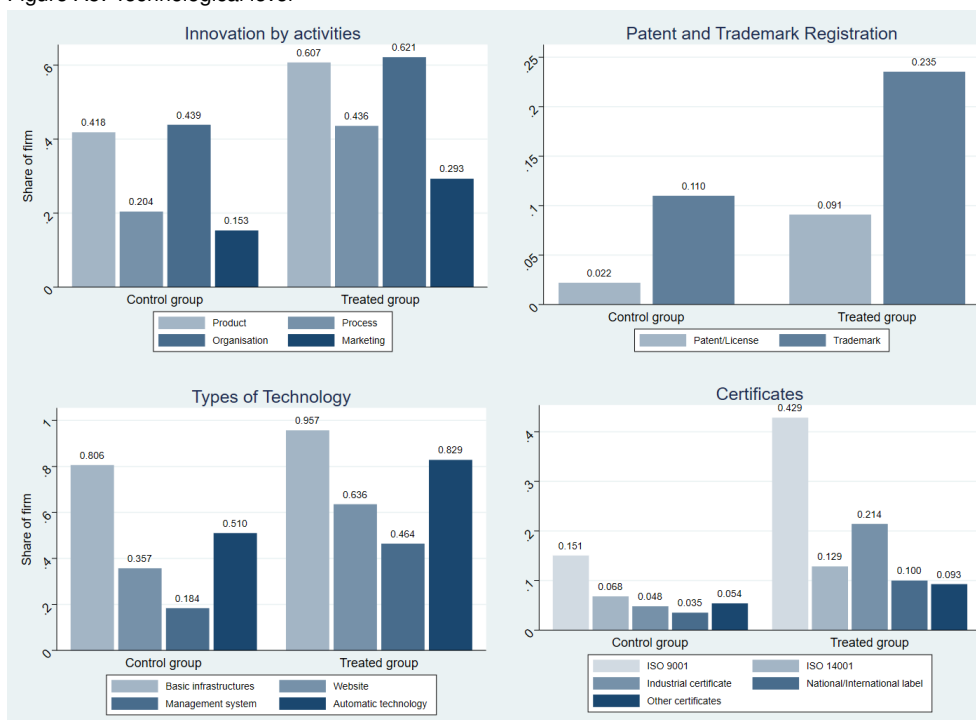 Innovation by activities
Share of firm
0 .2 .4 .6
0.418 0.204 0.439 0.153 0.607 0.436 0.621 0.293
Control group Treated group
Product Process
Organisation Marketing
Patent and Trademark Registration
0 .05 .1 .15 .2 .25
0.022 0.110 0.091 0.235
Control group Treated group
Patent/License Trademark
Types of Technology
Share of firm
0 .2 .4 .6 .8 1
0.806 0.357 0.184 0.510 0.957 0.636 0.464 0.829
Control group Treated group
Basic infrastructures Website
Management system Automatic technology
Certificates
0 .1 .2 .3 .4
0.151 0.068 0.048 0.035 0.054 0.429 0.129 0.214 0.100 0.093
Control group Treated group
ISO 9001 ISO 14001
Industrial certificate National/International label
Other certificates